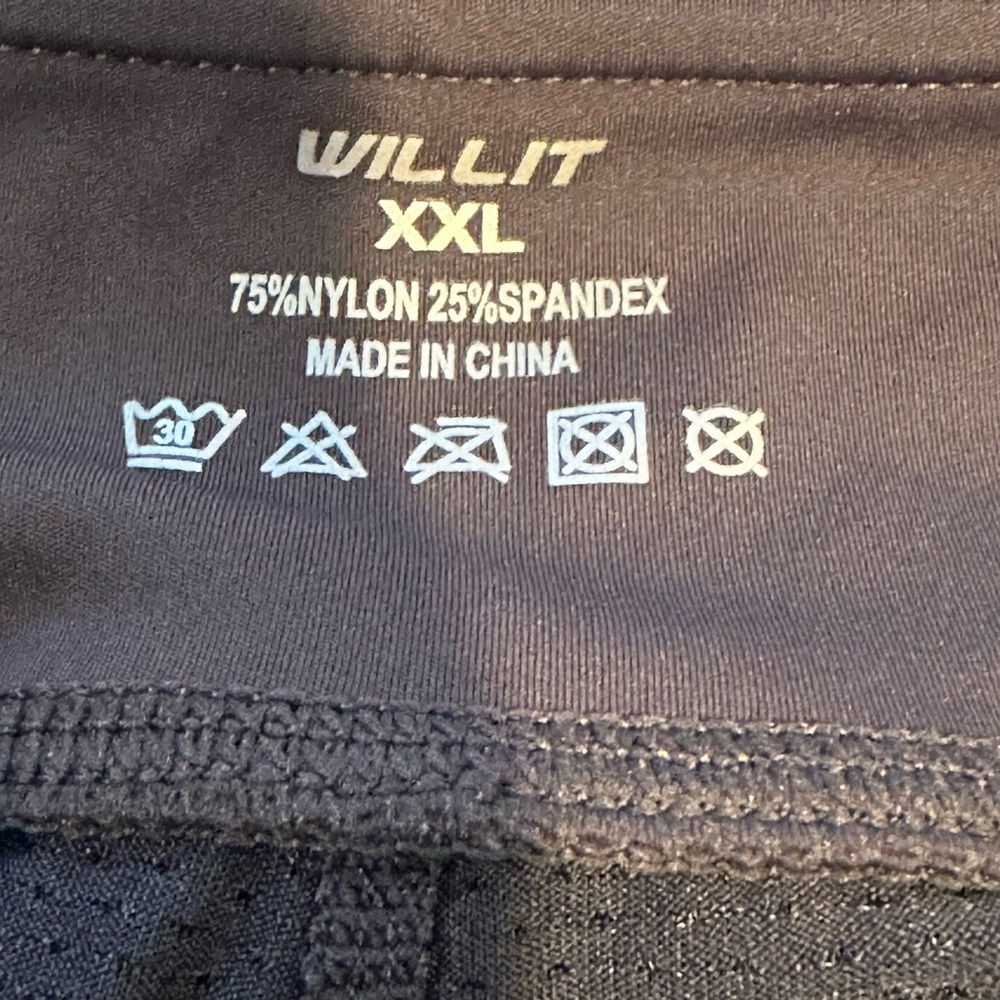 WILLIT
XXL
75%NYLON 25%SPANDEX
MADE IN CHINA
30